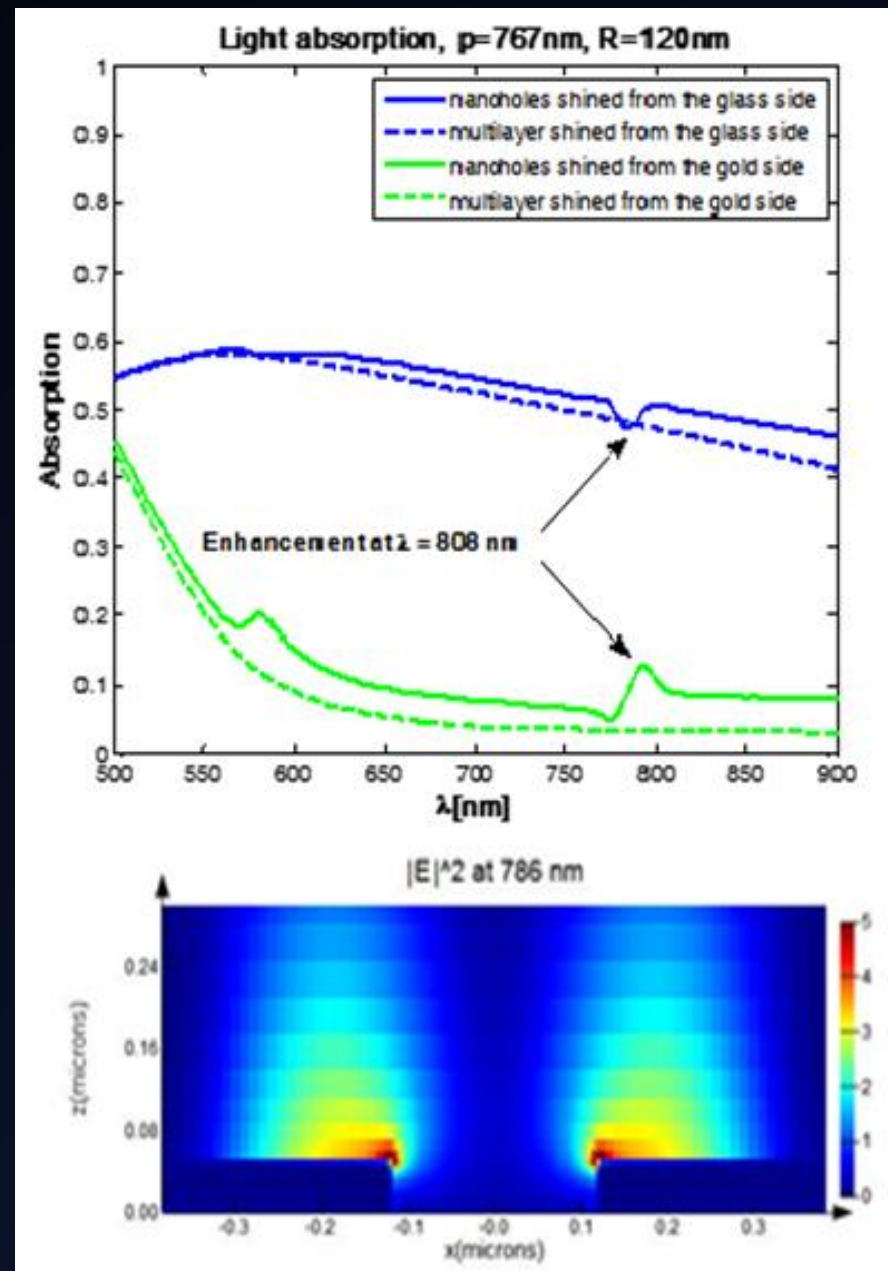 Light absorption, p=767nm, R=120nm
nanoholes shined from the glass side
multilayer shined from the glass side
nanoholes shined from the gold side
multilayer shined from the gold side
1
0.9
0.8
0.7
0.6
0.5
0.4
0.3
0.2
0.1
0
Absorption
Enhancement at λ = 808 nm
500 550 600 650 700 750 800 850 900
λ[nm]
|E|^2 at 786 nm
z(microns)
0.24
0.16
0.08
0.00
-0.3 -0.2 -0.1 -0.0 0.1 0.2 0.3
x(microns)
5
4
3
2
1
0